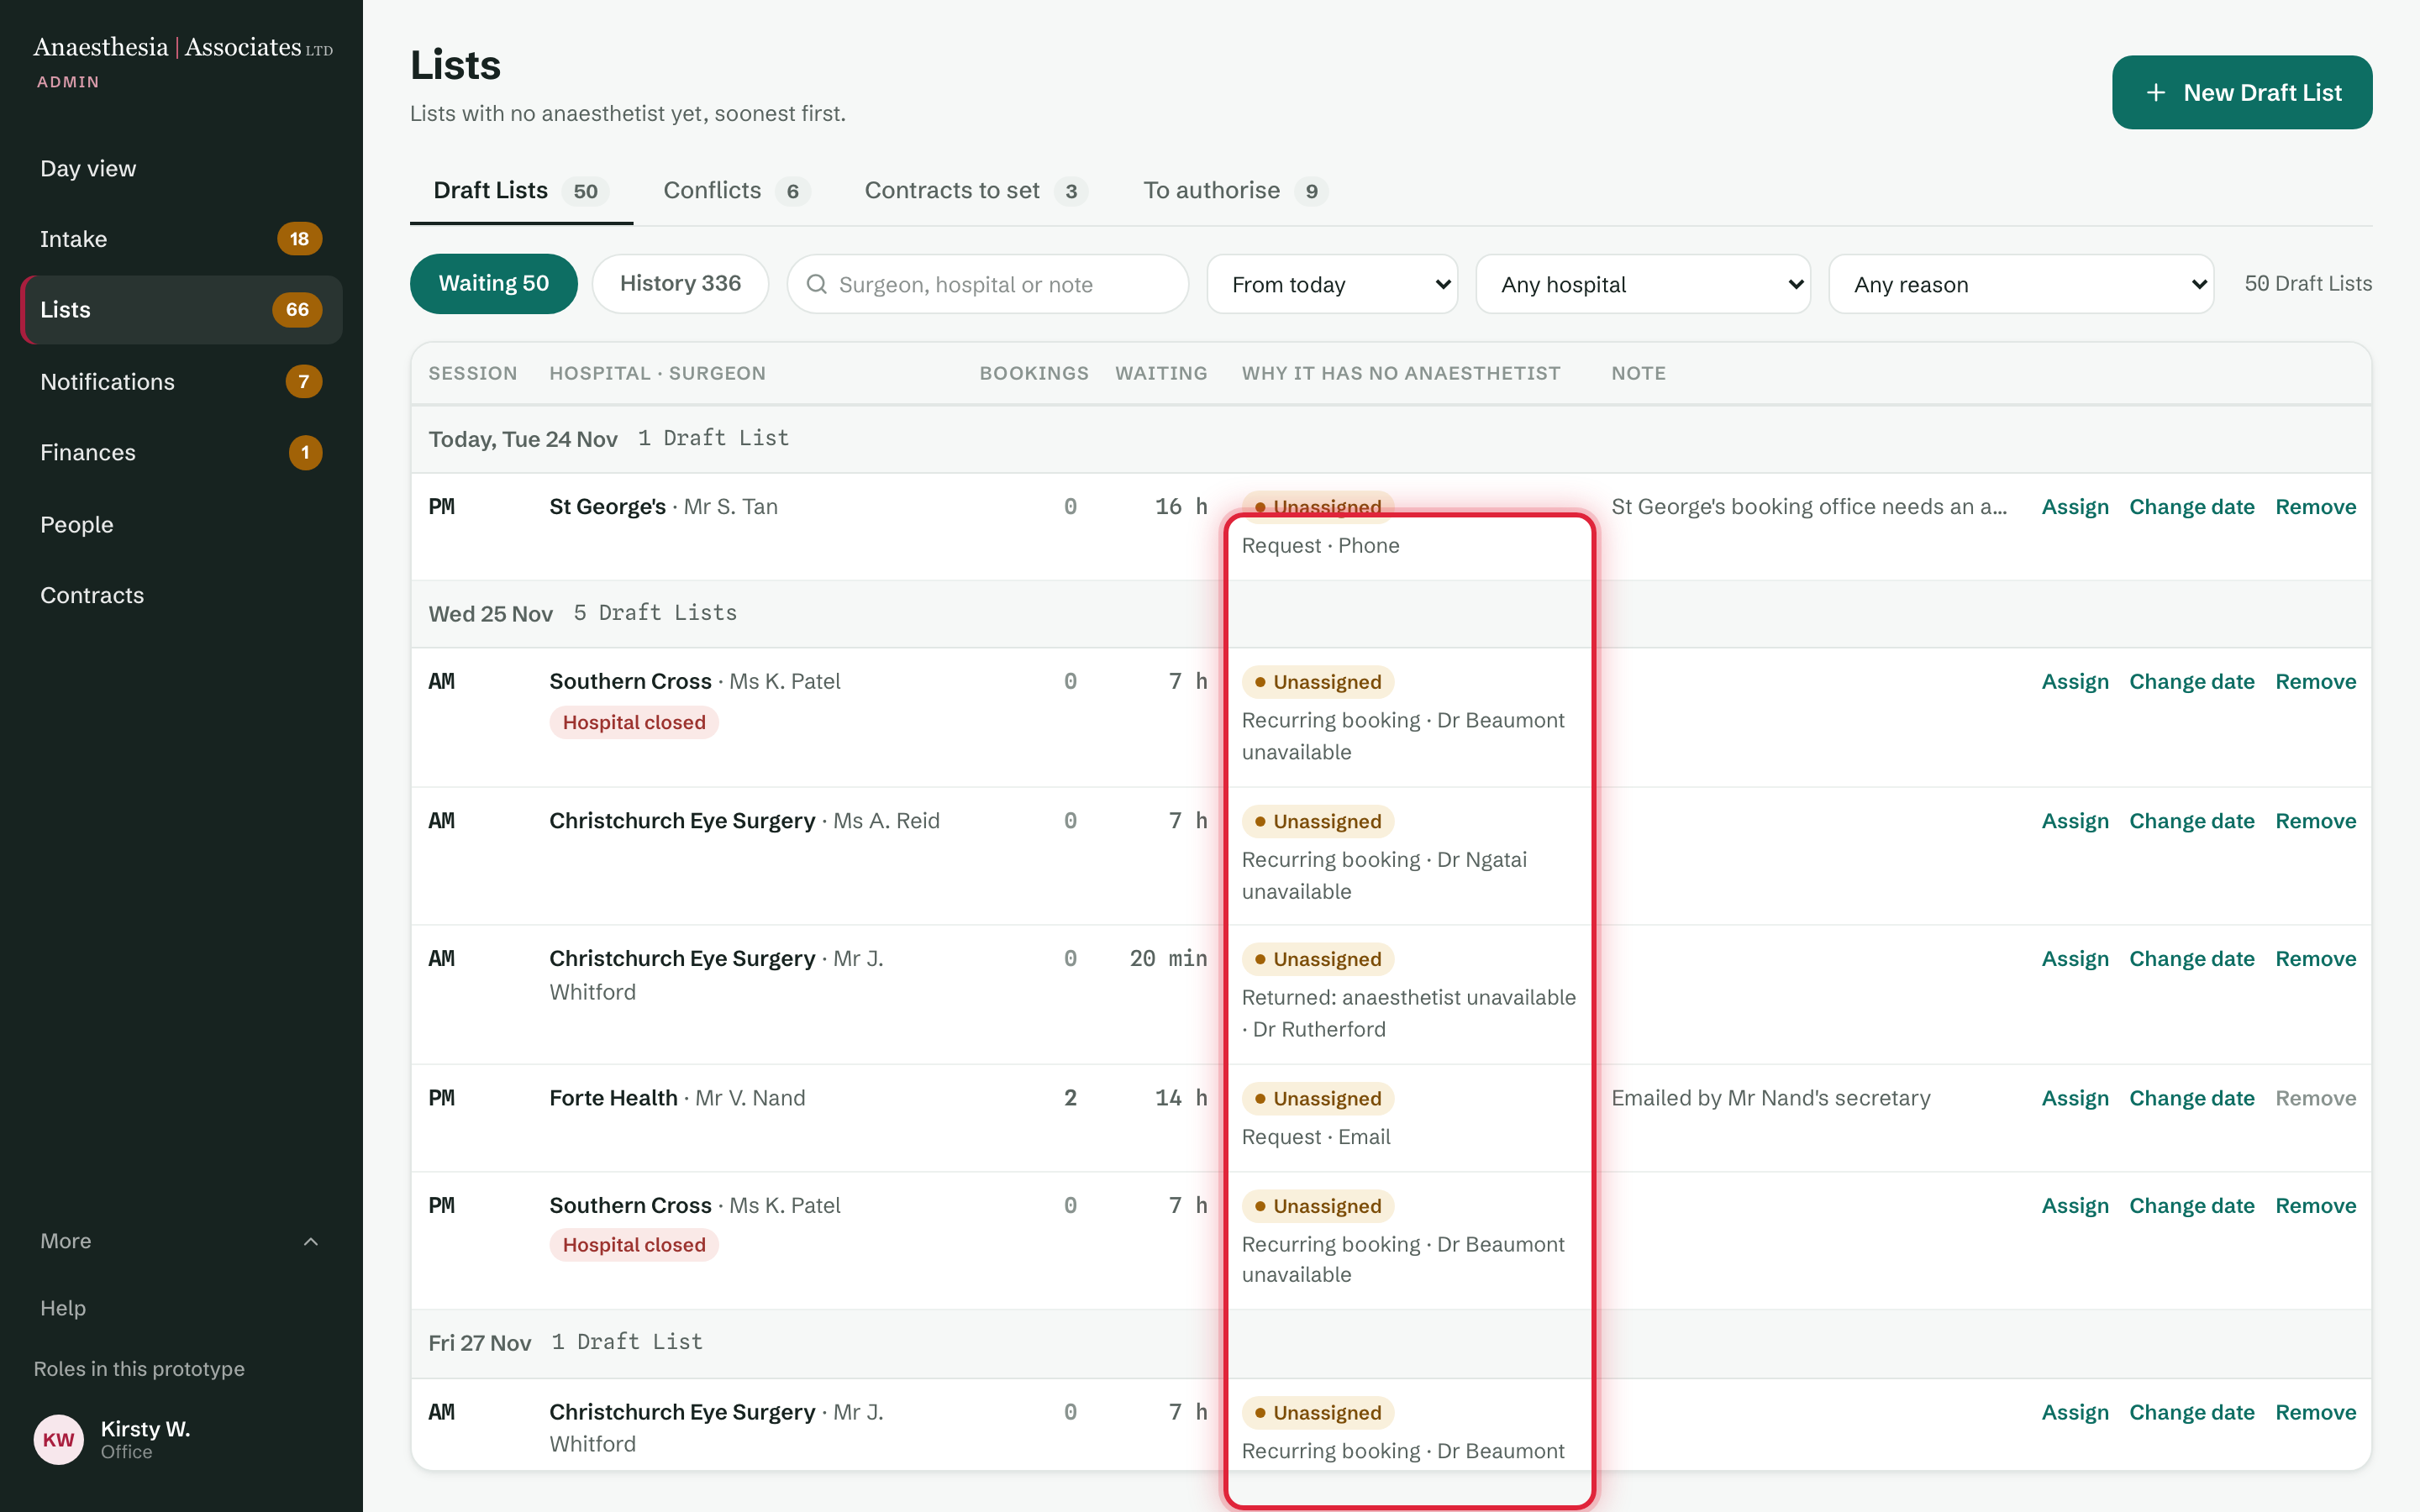 Anaesthesia | Associates LTD
ADMIN
Day view
Intake 18
Lists 66
Notifications 7
Finances 1
People
Contracts
More
Help
Roles in this prototype
KW
Kirsty W.
Office
Lists
Lists with no anaesthetist yet, soonest first.
+ New Draft List
Draft Lists 50 Conflicts 6 Contracts to set 3 To authorise 9
Waiting 50 History 336 Surgeon, hospital or note From today Any hospital Any reason 50 Draft Lists
SESSION HOSPITAL · SURGEON BOOKINGS WAITING WHY IT HAS NO ANAESTHETIST NOTE
Today, Tue 24 Nov 1 Draft List
PM St George's · Mr S. Tan 0 16 h Unassigned St George's booking office needs an a... Assign Change date Remove
Request · Phone
Wed 25 Nov 5 Draft Lists
AM Southern Cross · Ms K. Patel 0 7 h Unassigned Assign Change date Remove
Hospital closed Recurring booking · Dr Beaumont
unavailable
AM Christchurch Eye Surgery · Ms A. Reid 0 7 h Unassigned Assign Change date Remove
Recurring booking · Dr Ngatai
unavailable
AM Christchurch Eye Surgery · Mr J. 0 20 min Unassigned Assign Change date Remove
Whitford Returned: anaesthetist unavailable
· Dr Rutherford
PM Forte Health · Mr V. Nand 2 14 h Unassigned Emailed by Mr Nand's secretary Assign Change date Remove
Request · Email
PM Southern Cross · Ms K. Patel 0 7 h Unassigned Assign Change date Remove
Hospital closed Recurring booking · Dr Beaumont
unavailable
Fri 27 Nov 1 Draft List
AM Christchurch Eye Surgery · Mr J. 0 7 h Unassigned Assign Change date Remove
Whitford Recurring booking · Dr Beaumont